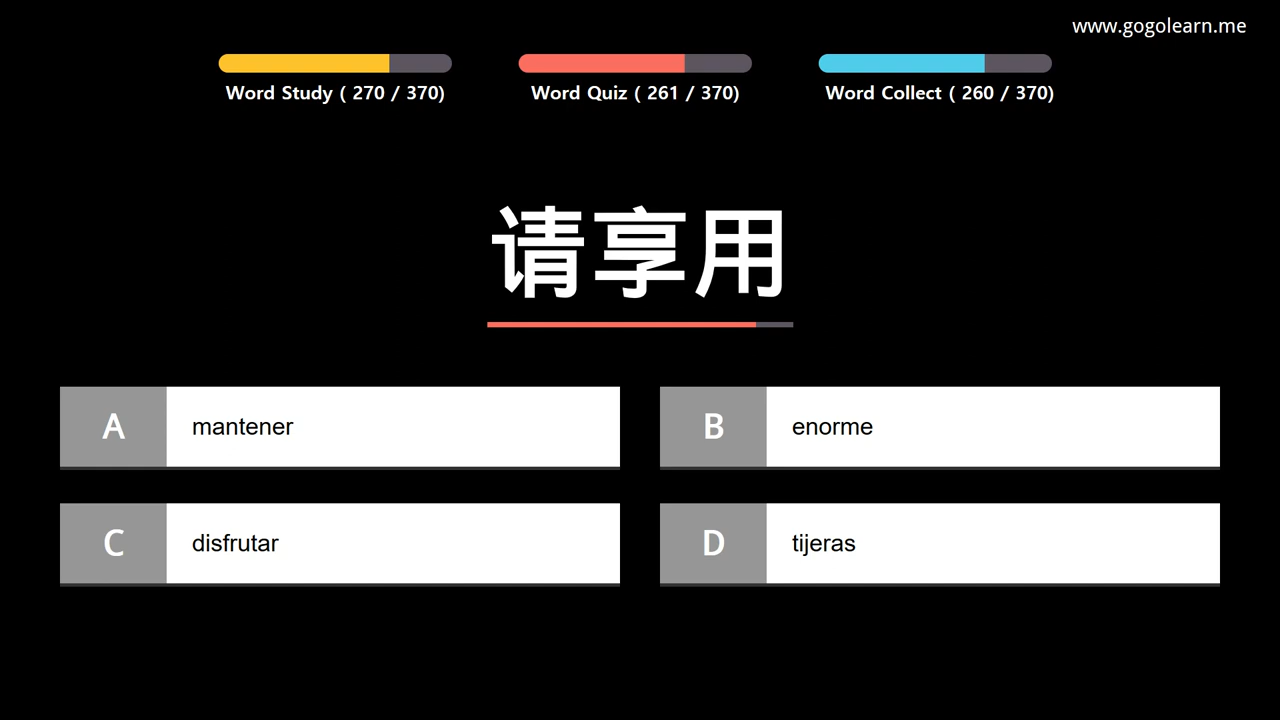 www.gogolearn.me
Word Study ( 270 / 370)
Word Quiz ( 261 / 370)
Word Collect ( 260 / 370)
请享用
A mantener
B enorme
C disfrutar
D tijeras